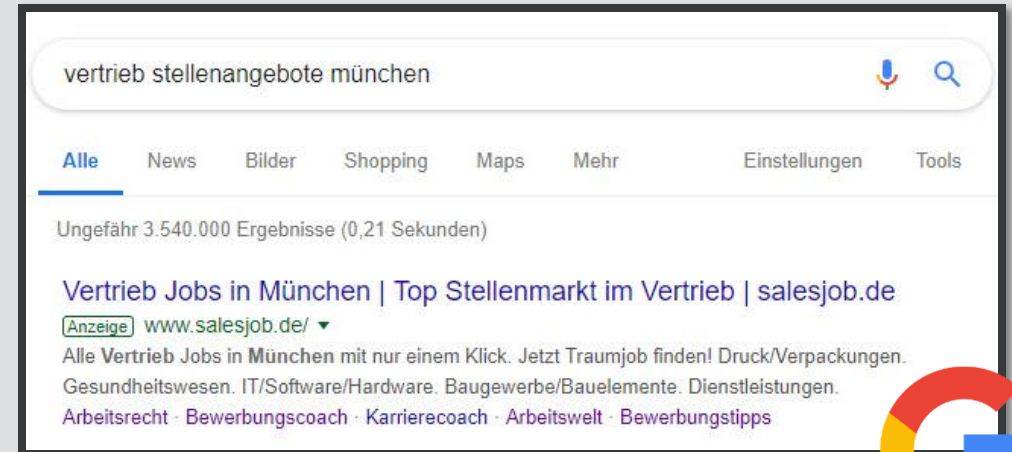 vertrieb stellenangebote münchen
Alle News Bilder Shopping Maps Mehr Einstellungen Tools
Ungefähr 3.540.000 Ergebnisse (0,21 Sekunden)
Vertrieb Jobs in München | Top Stellenmarkt im Vertrieb | salesjob.de
Anzeige www.salesjob.de/
Alle Vertrieb Jobs in München mit nur einem Klick. Jetzt Traumjob finden! Druck/Verpackungen.
Gesundheitswesen. IT/Software/Hardware. Baugewerbe/Bauelemente. Dienstleistungen.
Arbeitsrecht · Bewerbungscoach · Karrierecoach · Arbeitswelt · Bewerbungstipps